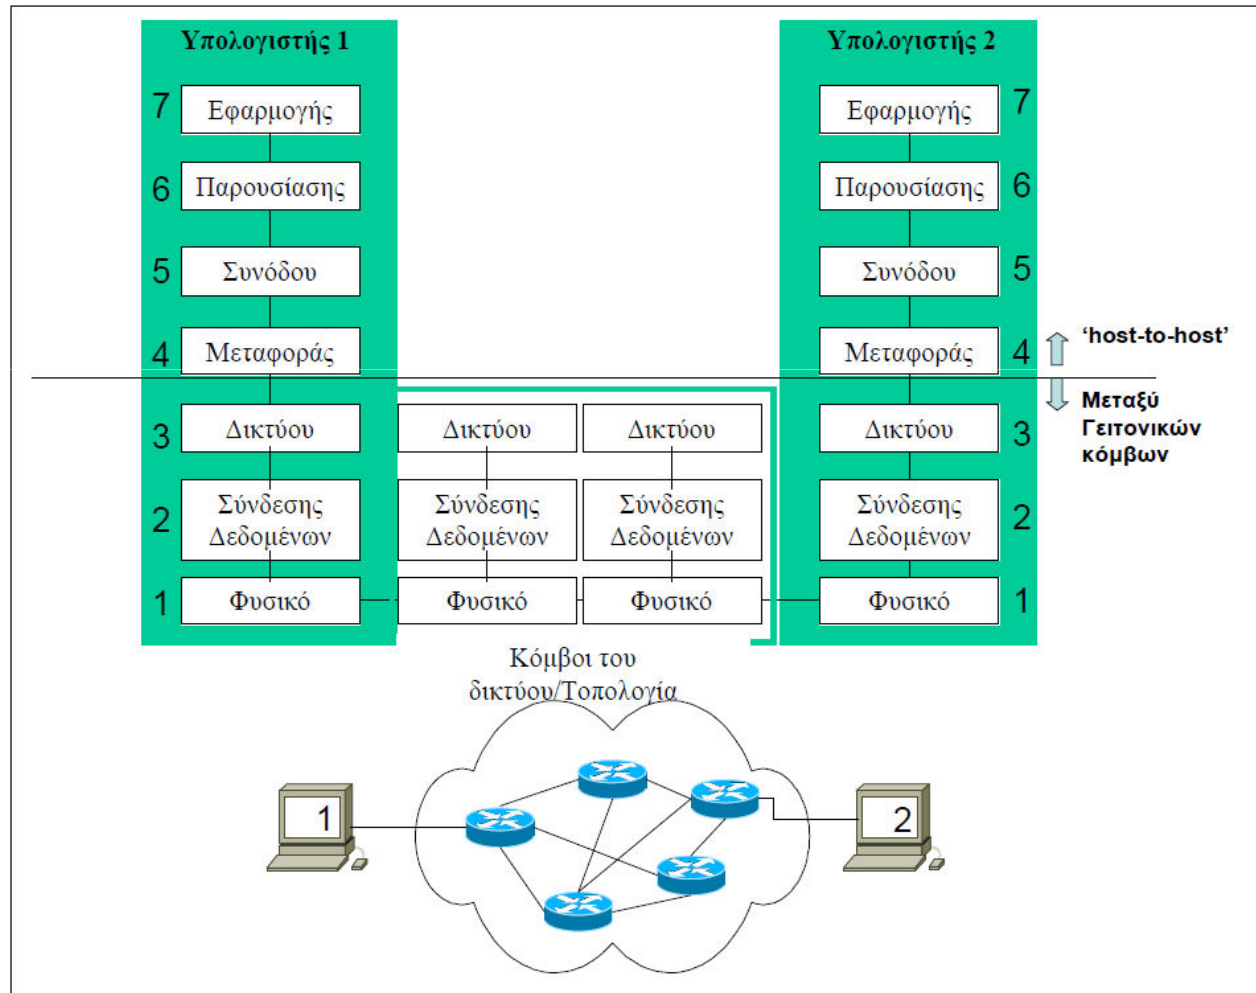 Υπολογιστής 1
Υπολογιστής 2
7 Εφαρμογής
Εφαρμογής 7
6 Παρουσίασης
Παρουσίασης 6
5 Συνόδου
Συνόδου 5
4 Μεταφοράς
Μεταφοράς 4
‘host-to-host’
Μεταξύ
Γειτονικών
κόμβων
3 Δικτύου
Δικτύου
Δικτύου
Δικτύου 3
2 Σύνδεσης
Δεδομένων
Σύνδεσης
Δεδομένων
Σύνδεσης
Δεδομένων
Σύνδεσης
Δεδομένων 2
1 Φυσικό
Φυσικό
Φυσικό
Φυσικό 1
Κόμβοι του
δικτύου/Τοπολογία
1
2